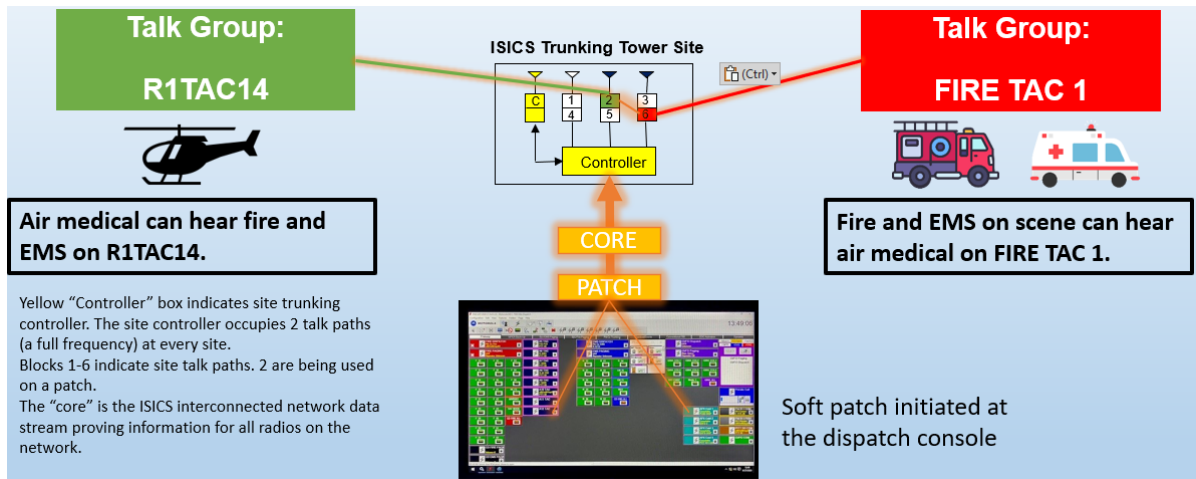 Talk Group:
R1TAC14
ISICS Trunking Tower Site
(Ctrl)
Talk Group:
FIRE TAC 1
C
1
2
3
4
5
6
Controller
Air medical can hear fire and
EMS on R1TAC14.
Fire and EMS on scene can hear
air medical on FIRE TAC 1.
CORE
PATCH
Yellow “Controller” box indicates site trunking
controller. The site controller occupies 2 talk paths
(a full frequency) at every site.
Blocks 1-6 indicate site talk paths. 2 are being used
on a patch.
The “core” is the ISICS interconnected network data
stream proving information for all radios on the
network.
Soft patch initiated at
the dispatch console